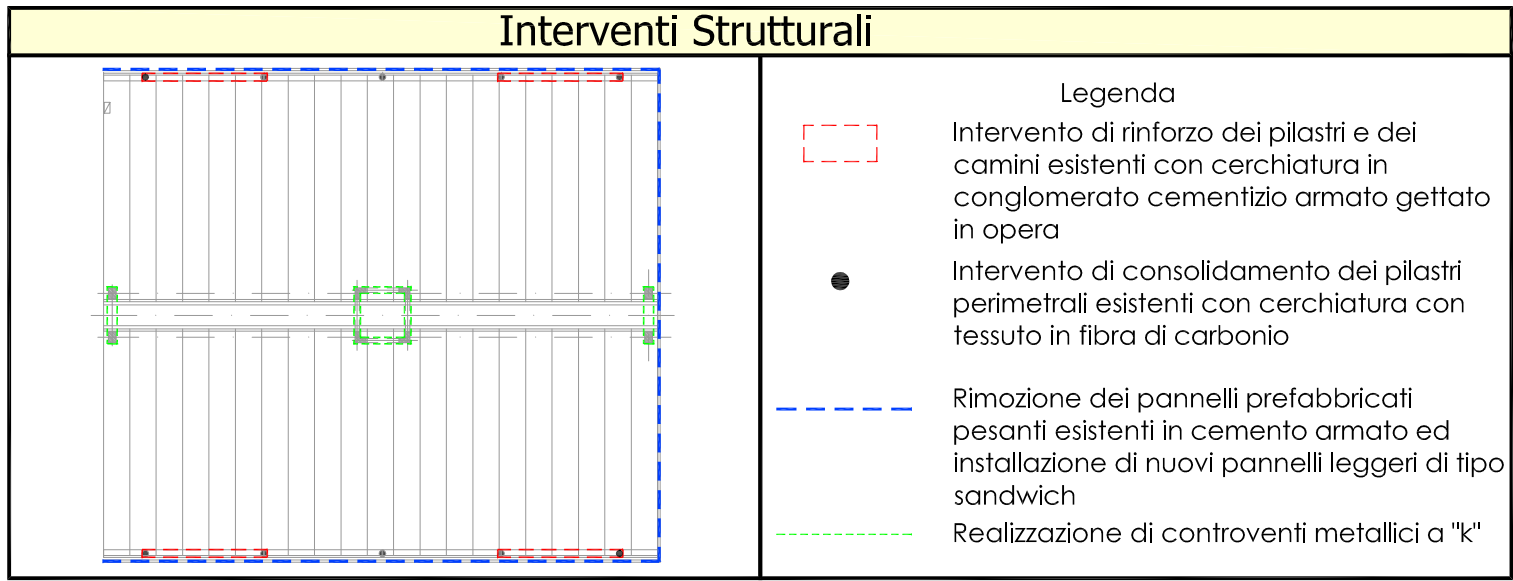 Interventi Strutturali
Legenda
Intervento di rinforzo dei pilastri e dei
camini esistenti con cerchiatura in
conglomerato cementizio armato gettato
in opera
Intervento di consolidamento dei pilastri
perimetrali esistenti con cerchiatura con
tessuto in fibra di carbonio
Rimozione dei pannelli prefabbricati
pesanti esistenti in cemento armato ed
installazione di nuovi pannelli leggeri di tipo
sandwich
Realizzazione di controventi metallici a "k"